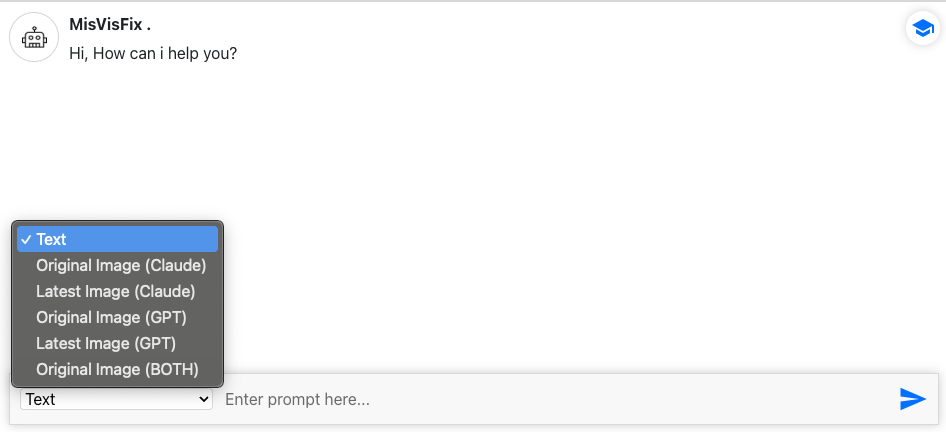 MisVisFix .
Hi, How can i help you?
Text
Original Image (Claude)
Latest Image (Claude)
Original Image (GPT)
Latest Image (GPT)
Original Image (BOTH)
Text
Enter prompt here...